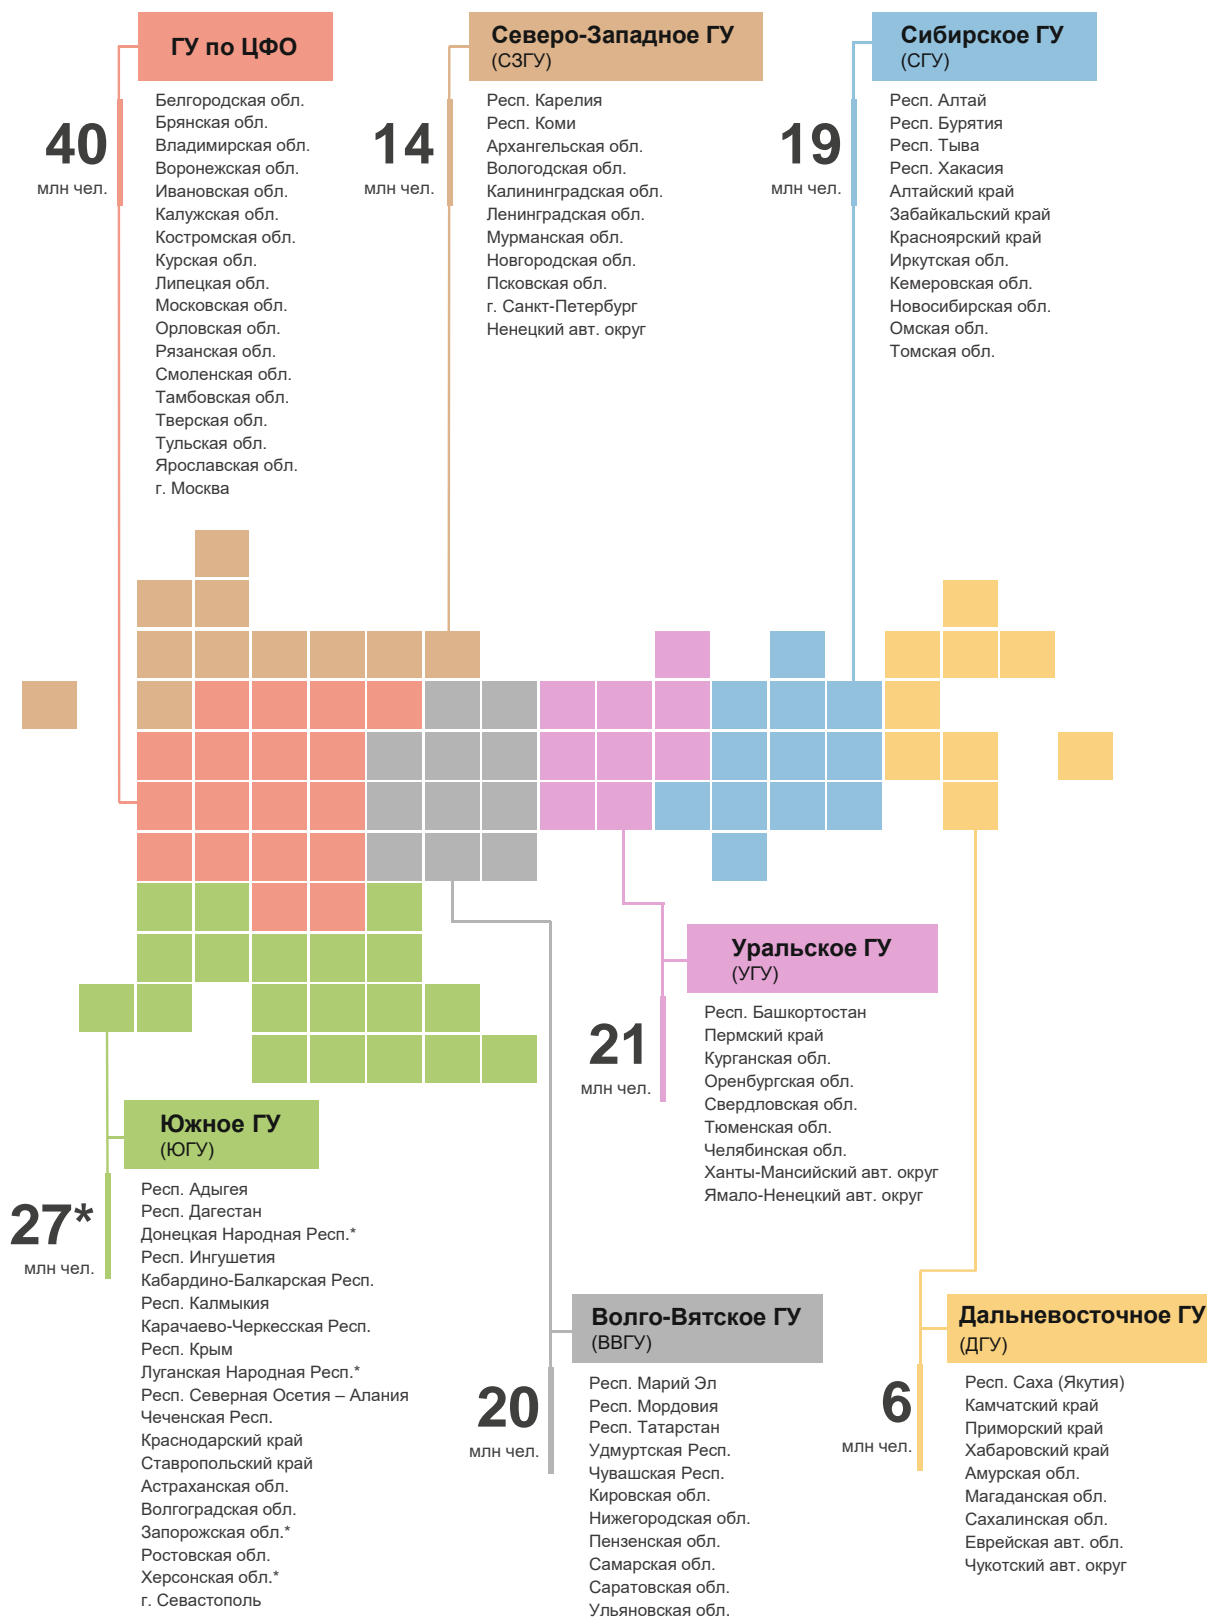 ГУ по ЦФО
40
млн чел.
Белгородская обл.
Брянская обл.
Владимирская обл.
Воронежская обл.
Ивановская обл.
Калужская обл.
Костромская обл.
Курская обл.
Липецкая обл.
Московская обл.
Орловская обл.
Рязанская обл.
Смоленская обл.
Тамбовская обл.
Тверская обл.
Тульская обл.
Ярославская обл.
г. Москва
Северо-Западное ГУ
(СЗГУ)
14
млн чел.
Респ. Карелия
Респ. Коми
Архангельская обл.
Вологодская обл.
Калининградская обл.
Ленинградская обл.
Мурманская обл.
Новгородская обл.
Псковская обл.
г. Санкт-Петербург
Ненецкий авт. округ
Сибирское ГУ
(СГУ)
19
млн чел.
Респ. Алтай
Респ. Бурятия
Респ. Тыва
Респ. Хакасия
Алтайский край
Забайкальский край
Красноярский край
Иркутская обл.
Кемеровская обл.
Новосибирская обл.
Омская обл.
Томская обл.
Уральское ГУ
(УГУ)
21
млн чел.
Респ. Башкортостан
Пермский край
Курганская обл.
Оренбургская обл.
Свердловская обл.
Тюменская обл.
Челябинская обл.
Ханты-Мансийский авт. округ
Ямало-Ненецкий авт. округ
Южное ГУ
(ЮГУ)
27*
млн чел.
Респ. Адыгея
Респ. Дагестан
Донецкая Народная Респ.*
Респ. Ингушетия
Кабардино-Балкарская Респ.
Респ. Калмыкия
Карачаево-Черкесская Респ.
Респ. Крым
Луганская Народная Респ.*
Респ. Северная Осетия – Алания
Чеченская Респ.
Краснодарский край
Ставропольский край
Астраханская обл.
Волгоградская обл.
Запорожская обл.*
Ростовская обл.
Херсонская обл.*
г. Севастополь
Волго-Вятское ГУ
(ВВГУ)
20
млн чел.
Респ. Марий Эл
Респ. Мордовия
Респ. Татарстан
Удмуртская Респ.
Чувашская Респ.
Кировская обл.
Нижегородская обл.
Пензенская обл.
Самарская обл.
Саратовская обл.
Ульяновская обл.
Дальневосточное ГУ
(ДГУ)
6
млн чел.
Респ. Саха (Якутия)
Камчатский край
Приморский край
Хабаровский край
Амурская обл.
Магаданская обл.
Сахалинская обл.
Еврейская авт. обл.
Чукотский авт. округ